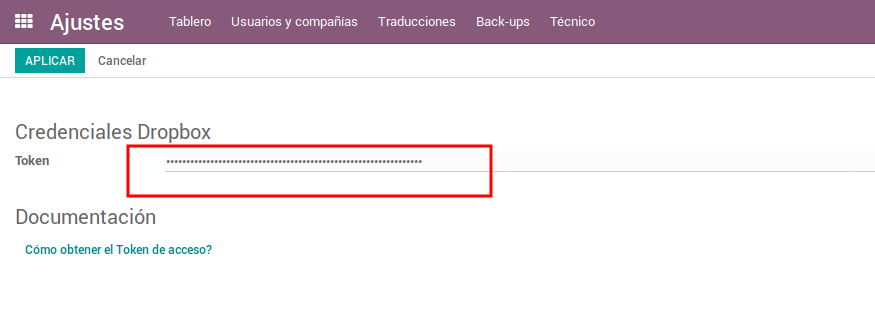 Ajustes Tablero Usuarios y compañías Traducciones Back-ups Técnico
APLICAR Cancelar
Credenciales Dropbox
Token ••••••••••••••••••••••••••••••••••••••••••••••••••••••••••••••••
Documentación
Cómo obtener el Token de acceso?